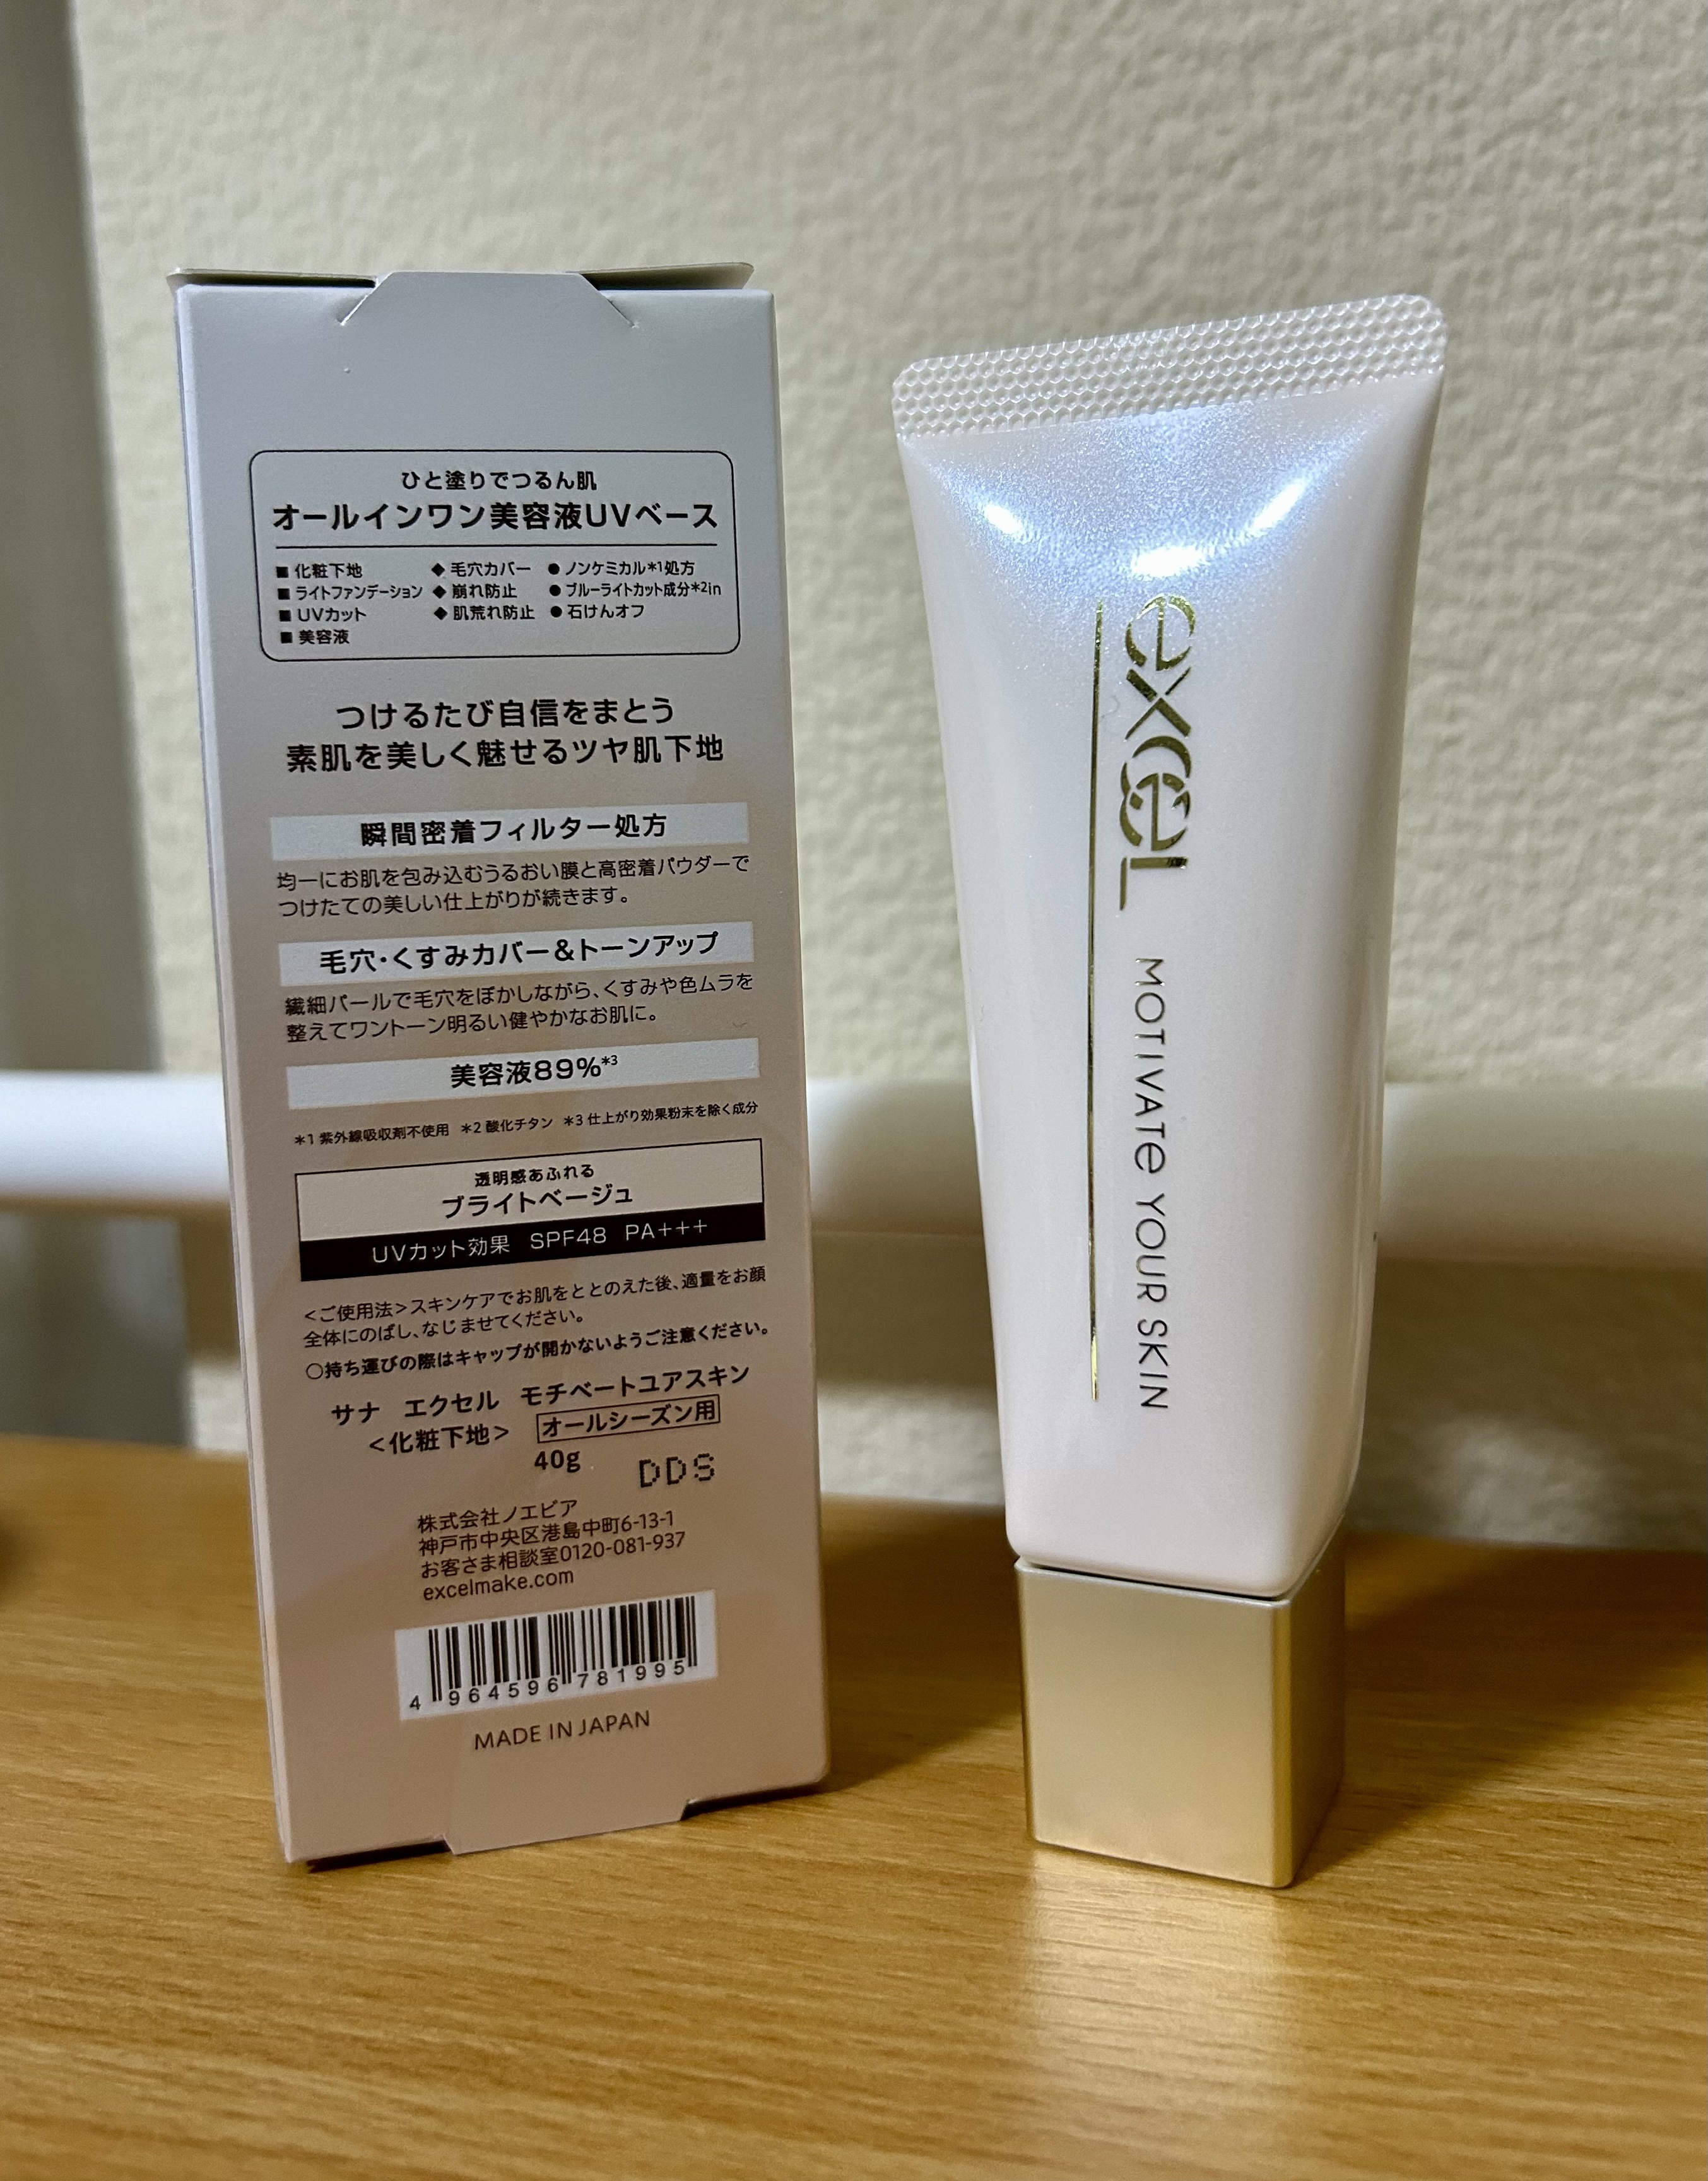 ひと塗りでつるん肌
オールインワン美容液UVベース
■ 化粧下地 ◆ 毛穴カバー ● ノンケミカル*1処方
■ ライトファンデーション ◆ 崩れ防止 ● ブルーライトカット成分*2in
■ UVカット ◆ 肌荒れ防止 ● 石けんオフ
■ 美容液
つけるたび自信をまとう
素肌を美しく魅せるツヤ肌下地
瞬間密着フィルター処方
均一にお肌を包み込むうるおい膜と高密着パウダーで
つけたての美しい仕上がりが続きます。
毛穴・くすみカバー&トーンアップ
繊細パールで毛穴をぼかしながら、くすみや色ムラを
整えてワントーン明るい健やかなお肌に。
美容液89%*3
*1 紫外線吸収剤不使用 *2 酸化チタン *3 仕上がり効果粉末を除く成分
透明感あふれる
ブライトベージュ
UVカット効果 SPF48 PA+++
<ご使用法>スキンケアでお肌をととのえた後、適量をお顔
全体にのばし、なじませてください。
○持ち運びの際はキャップが開かないようご注意ください。
サナ エクセル モチベートユアスキン
<化粧下地> オールシーズン用
40g DDS
株式会社ノエビア
神戸市中央区港島中町6-13-1
お客さま相談室0120-081-937
excelmake.com
4 964596 781995
MADE IN JAPAN
excel MOTIVATE YOUR SKIN